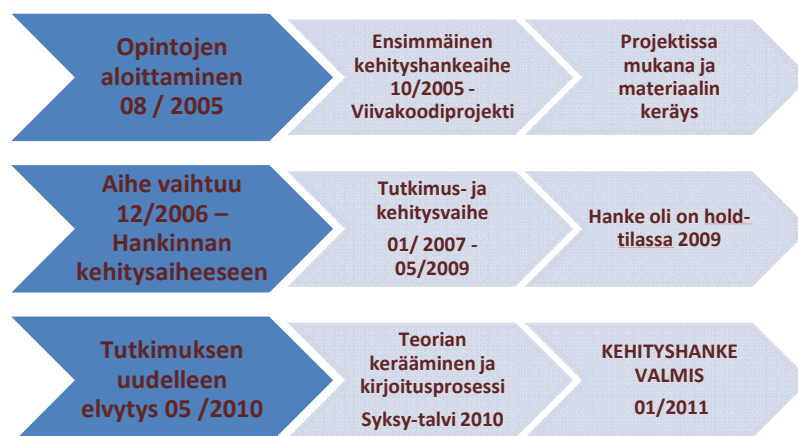 Opintojen
aloittaminen
08 / 2005
Ensimmäinen
kehityshankeaihe
10/2005 -
Viivakoodiprojekti
Projektissa
mukana ja
materiaalin
keräys
Aihe vaihtuu
12/2006 –
Hankinnan
kehitysaiheeseen
Tutkimus- ja
kehitysvaihe
01/ 2007 -
05/2009
Hanke oli on hold-
tilassa 2009
Tutkimuksen
uudelleen
elvytys 05 /2010
Teorian
kerääminen ja
kirjoitusprosessi
Syksy-talvi 2010
KEHITYSHANKE
VALMIS
01/2011